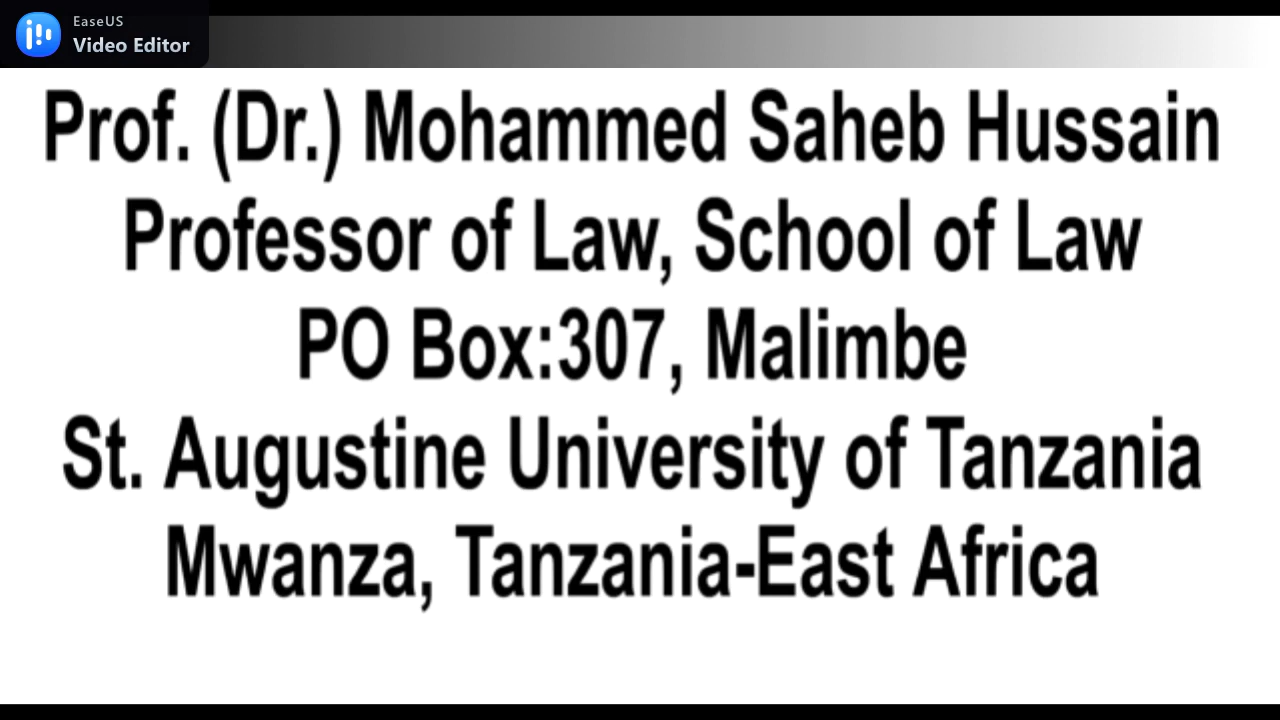 EaseUS
Video Editor
Prof. (Dr.) Mohammed Saheb Hussain
Professor of Law, School of Law
PO Box:307, Malimbe
St. Augustine University of Tanzania
Mwanza, Tanzania-East Africa